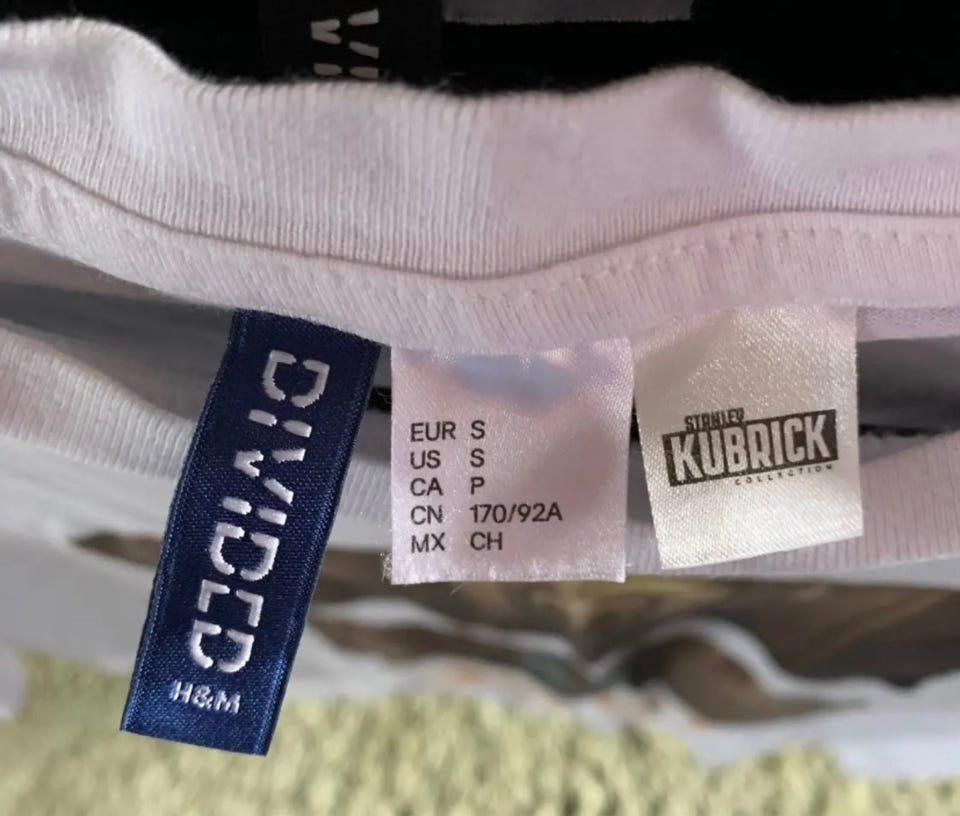 DIVIDED
H&M
EUR S
US S
CA P
CN 170/92A
MX CH
STANLEY
KUBRICK
COLLECTION